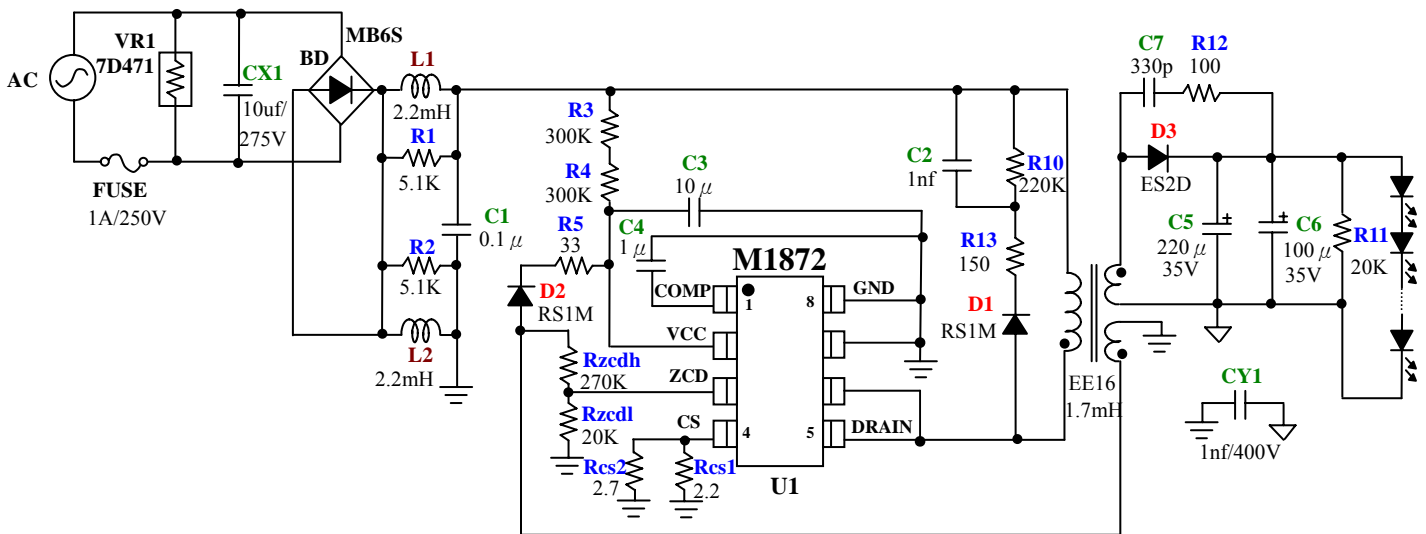 AC
VR1
7D471
CX1
10uf/
275V
FUSE
1A/250V
MB6S
BD
L1
2.2mH
R1
5.1K
C1
0.1 μ
R2
5.1K
L2
2.2mH
R3
300K
R4
300K
C3
10 μ
C4
1 μ
R5
33
D2
RS1M
Rzcdh
270K
Rzcdl
20K
Rcs2
2.7
Rcs1
2.2
M1872
COMP
1
8
GND
VCC
ZCD
CS
4
5
DRAIN
U1
C2
1nf
R10
220K
R13
150
D1
RS1M
EE16
1.7mH
C7
330p
R12
100
D3
ES2D
C5
220 μ
35V
+
C6
100 μ
35V
+
R11
20K
CY1
1nf/400V